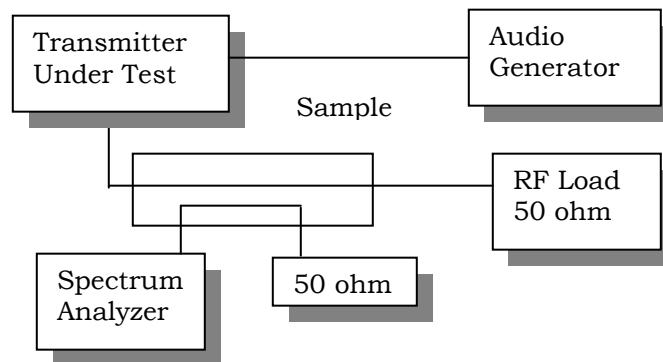 Transmitter
Under Test
Audio
Generator
Sample
RF Load
50 ohm
Spectrum
Analyzer
50 ohm